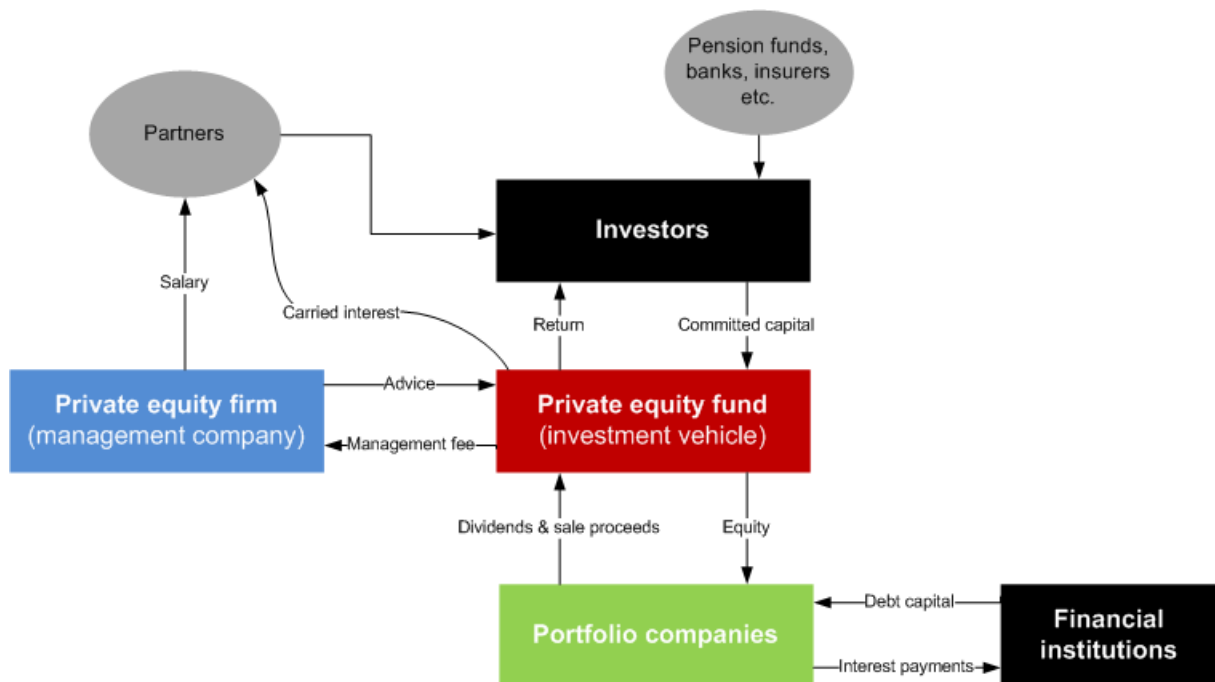 Pension funds,
banks, insurers
etc.
Partners
Investors
Salary
Carried interest
Return
Committed capital
Private equity firm
(management company)
Advice
Management fee
Private equity fund
(investment vehicle)
Dividends & sale proceeds
Equity
Portfolio companies
Debt capital
Interest payments
Financial
institutions